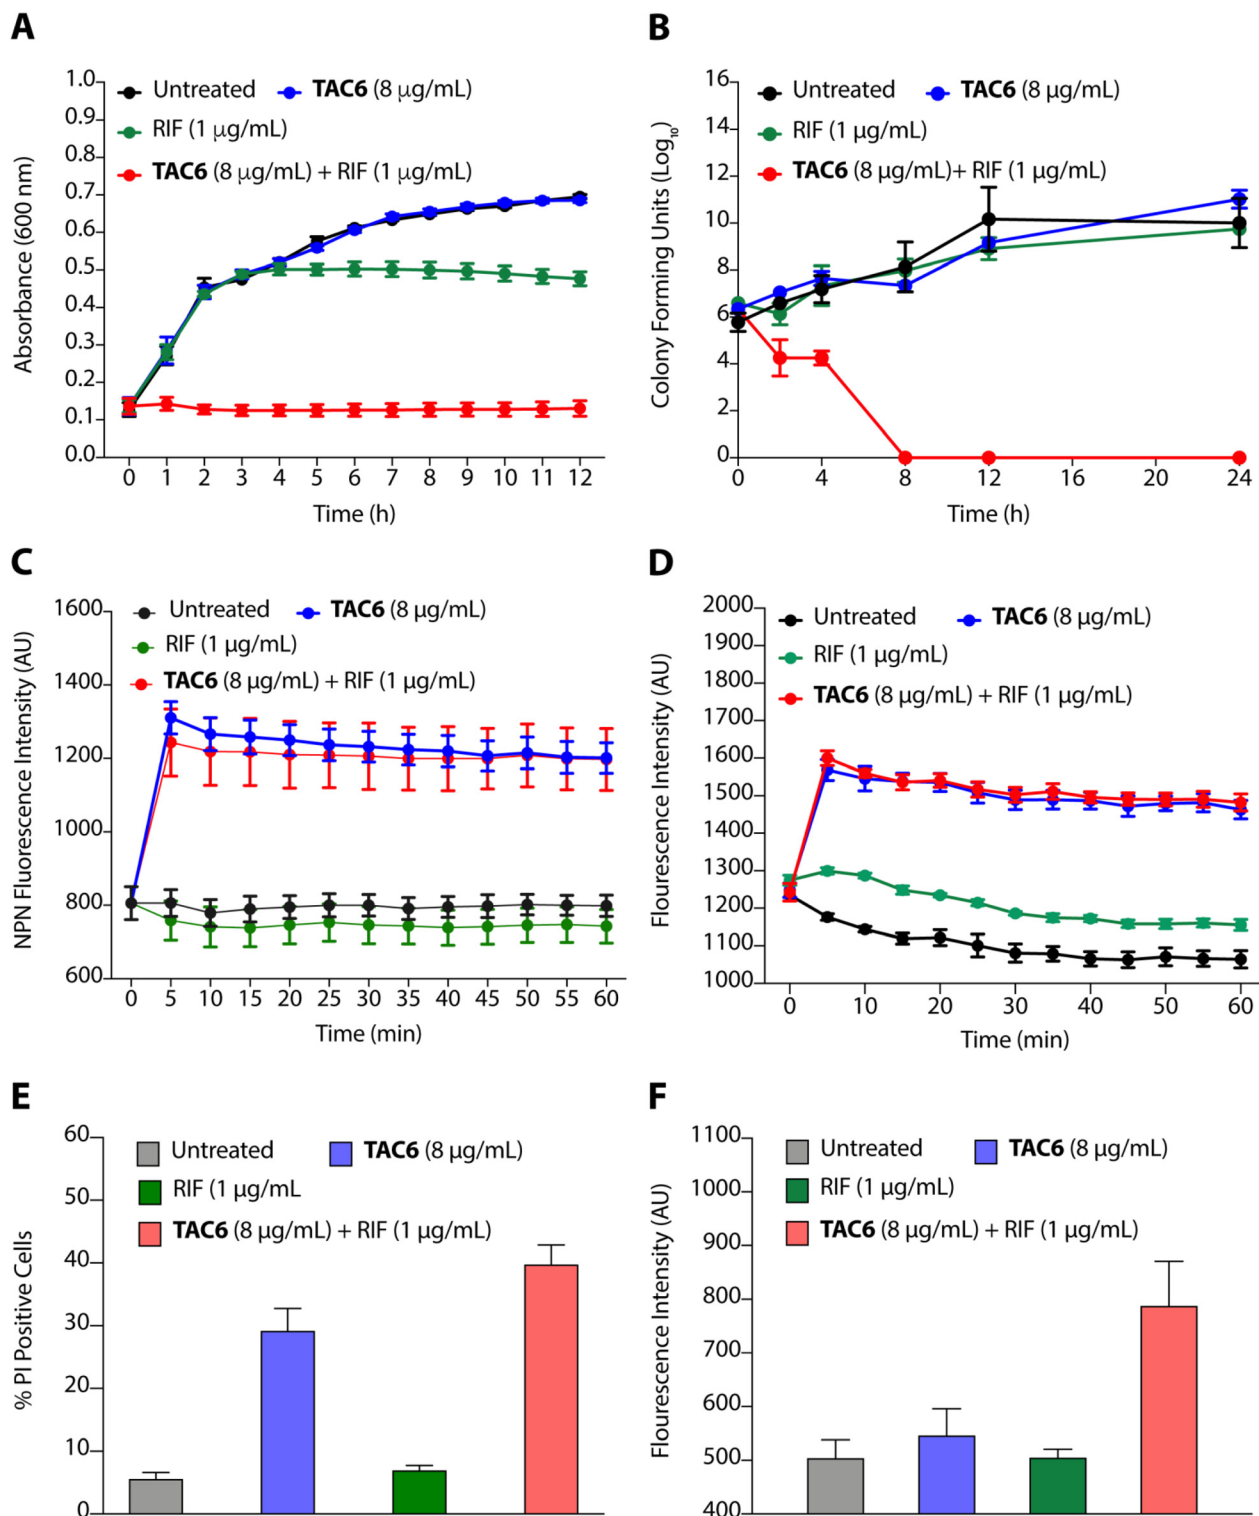 A
Untreated TAC6 (8 μg/mL)
RIF (1 μg/mL)
TAC6 (8 μg/mL) + RIF (1 μg/mL)
Absorbance (600 nm)
1.0
0.9
0.8
0.7
0.6
0.5
0.4
0.3
0.2
0.1
0.0
0 1 2 3 4 5 6 7 8 9 10 11 12
Time (h)
B
Untreated TAC6 (8 μg/mL)
RIF (1 μg/mL)
TAC6 (8 μg/mL)+ RIF (1 μg/mL)
Colony Forming Units (Log₁₀)
16
14
12
10
8
6
4
2
0
0 4 8 12 16 20 24
Time (h)
C
Untreated TAC6 (8 μg/mL)
RIF (1 μg/mL)
TAC6 (8 μg/mL) + RIF (1 μg/mL)
NPN Fluorescence Intensity (AU)
1600
1400
1200
1000
800
600
0 5 10 15 20 25 30 35 40 45 50 55 60
Time (min)
D
Untreated TAC6 (8 μg/mL)
RIF (1 μg/mL)
TAC6 (8 μg/mL) + RIF (1 μg/mL)
Flourescence Intensity (AU)
2000
1900
1800
1700
1600
1500
1400
1300
1200
1100
1000
0 10 20 30 40 50 60
Time (min)
E
Untreated TAC6 (8 μg/mL)
RIF (1 μg/mL
TAC6 (8 μg/mL) + RIF (1 μg/mL)
% PI Positive Cells
60
50
40
30
20
10
0
F
Untreated TAC6 (8 μg/mL)
RIF (1 μg/mL)
TAC6 (8 μg/mL) + RIF (1 μg/mL)
Flourescence Intensity (AU)
1100
1000
900
800
700
600
500
400